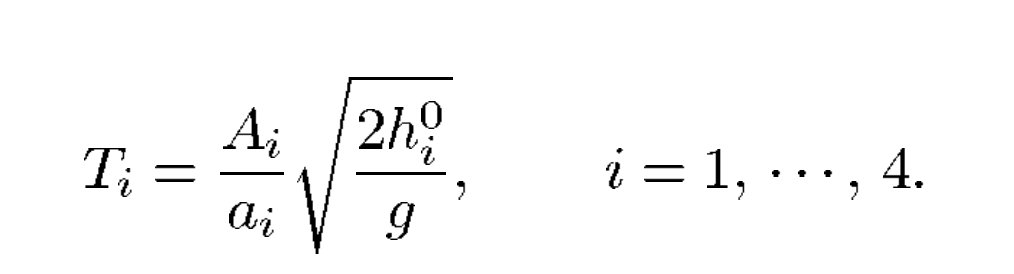 T_i = \frac{A_i}{a_i} \sqrt{\frac{2h_i^0}{g}}, \qquad i = 1, \cdots, 4.